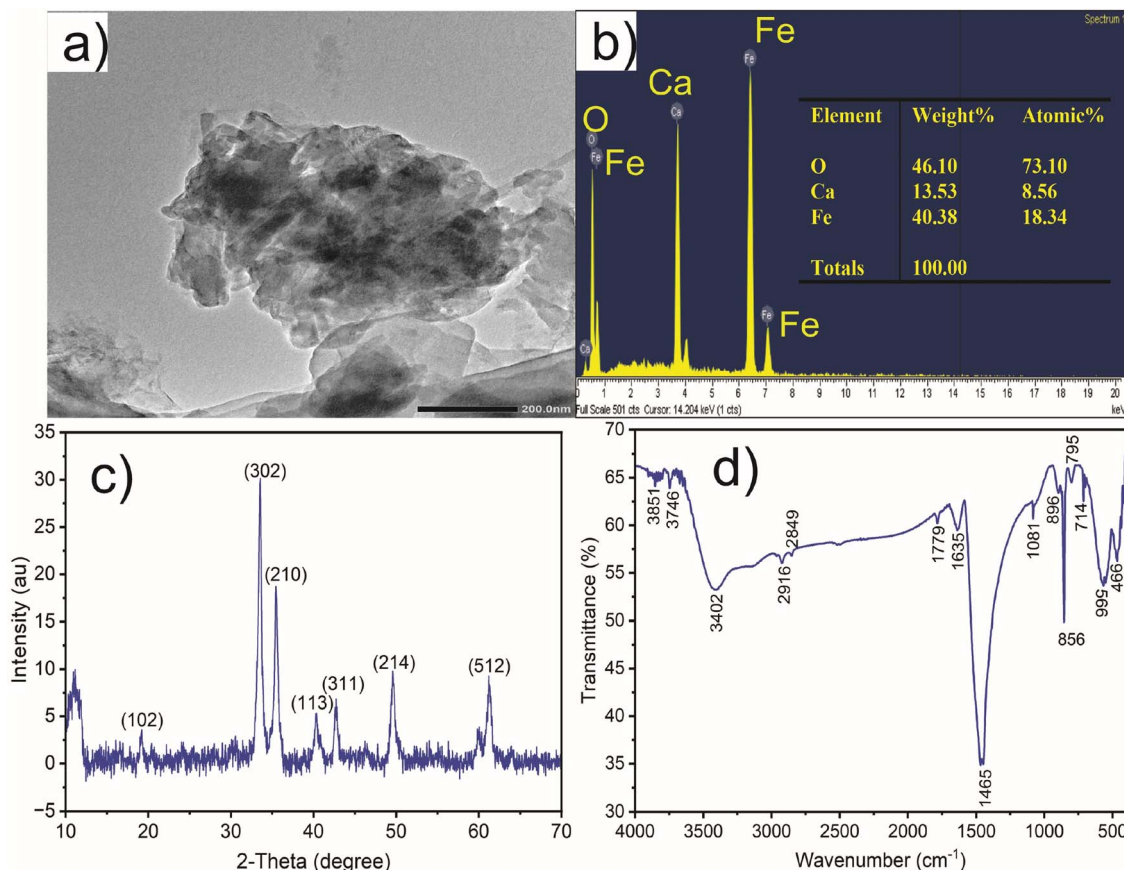 a)
200.0nm
b)
Spectrum 1
O
Fe
Ca
Fe
Fe
O
Fe
Ca
Ca
Fe
Fe
Element Weight% Atomic%
O 46.10 73.10
Ca 13.53 8.56
Fe 40.38 18.34
Totals 100.00
0 1 2 3 4 5 6 7 8 9 10 11 12 13 14 15 16 17 18 19 20
Full Scale 501 cts Cursor: 14.204 keV (1 cts) keV
c)
Intensity (au)
35
30
25
20
15
10
5
0
−5
(102)
(302)
(210)
(113)
(311)
(214)
(512)
10 20 30 40 50 60 70
2-Theta (degree)
d)
Transmittance (%)
70
65
60
55
50
45
40
35
30
3851
3746
3402
2916
2849
1779
1635
1465
1081
896
856
795
714
566
466
4000 3500 3000 2500 2000 1500 1000 500
Wavenumber (cm⁻¹)